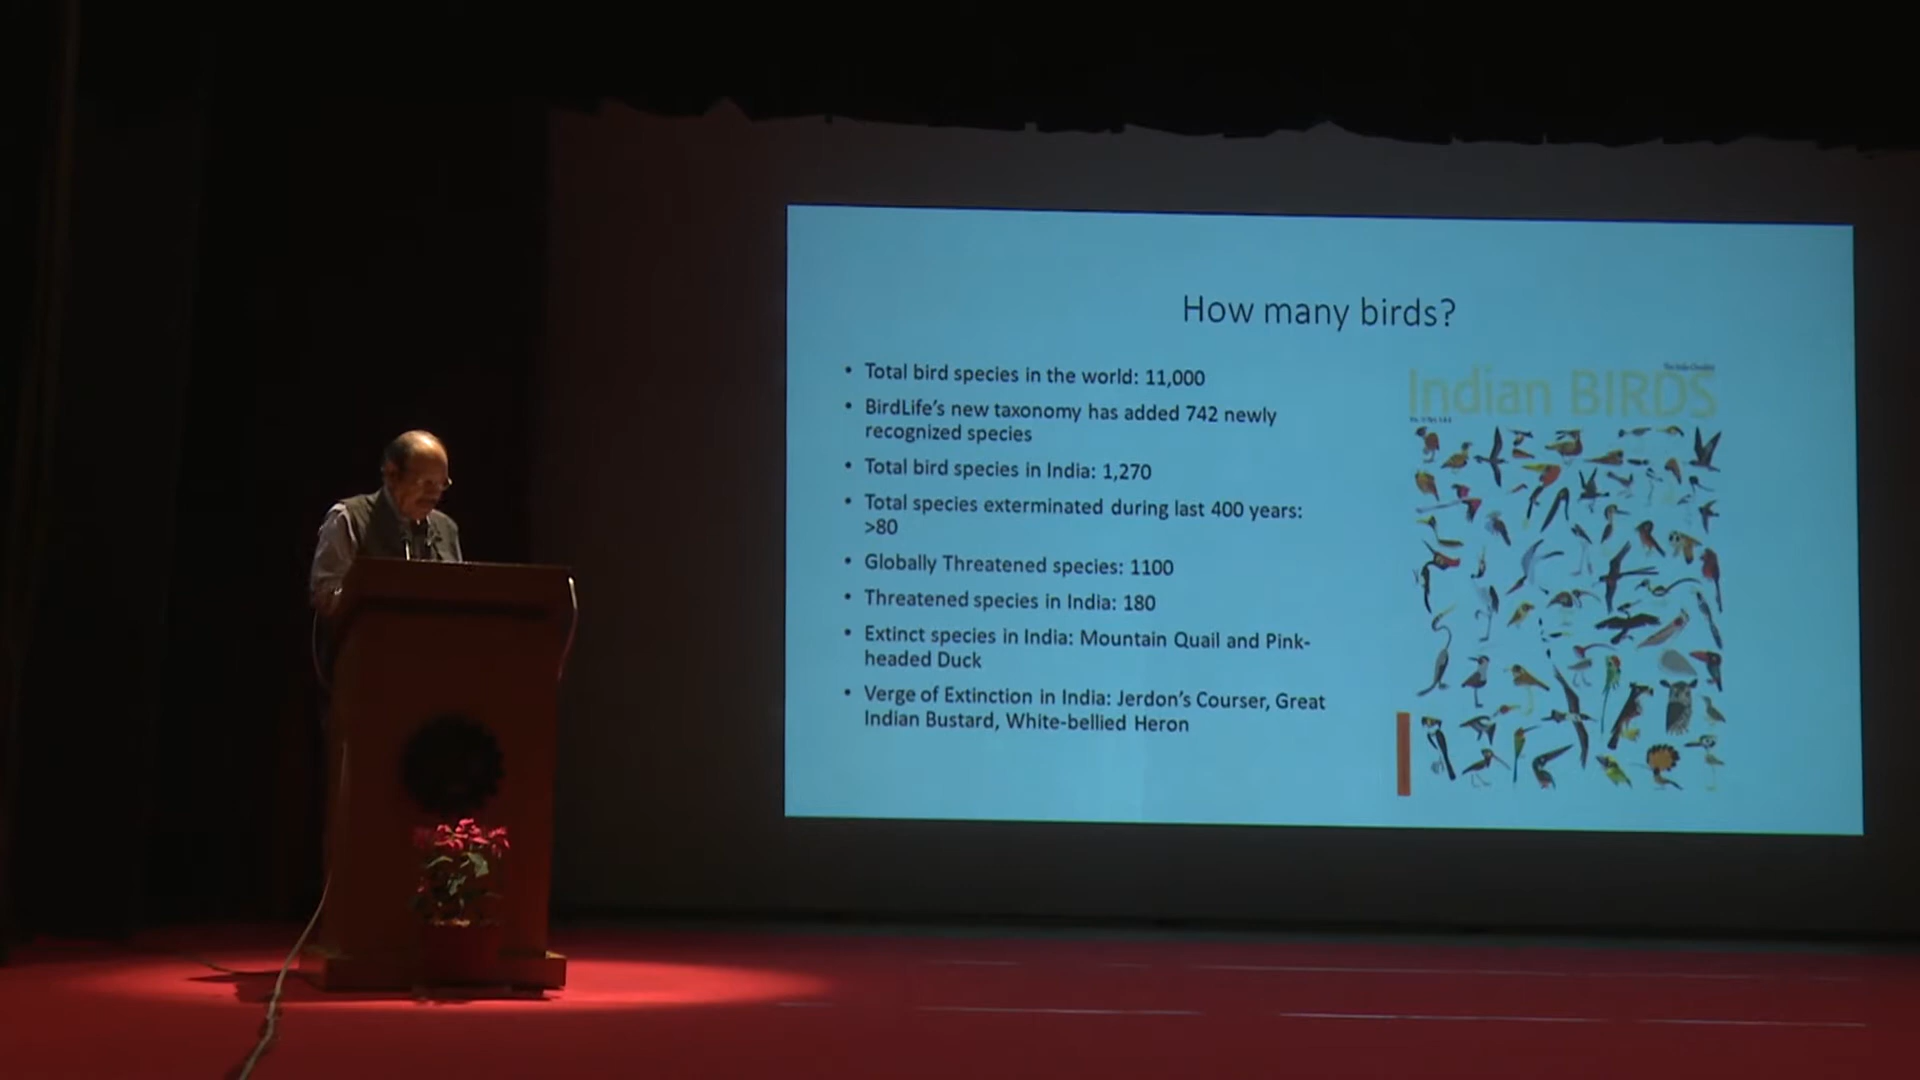 How many birds?
• Total bird species in the world: 11,000
• BirdLife's new taxonomy has added 742 newly
recognized species
• Total bird species in India: 1,270
• Total species exterminated during last 400 years:
>80
• Globally Threatened species: 1100
• Threatened species in India: 180
• Extinct species in India: Mountain Quail and Pink-
headed Duck
• Verge of Extinction in India: Jerdon's Courser, Great
Indian Bustard, White-bellied Heron
Indian BIRDS